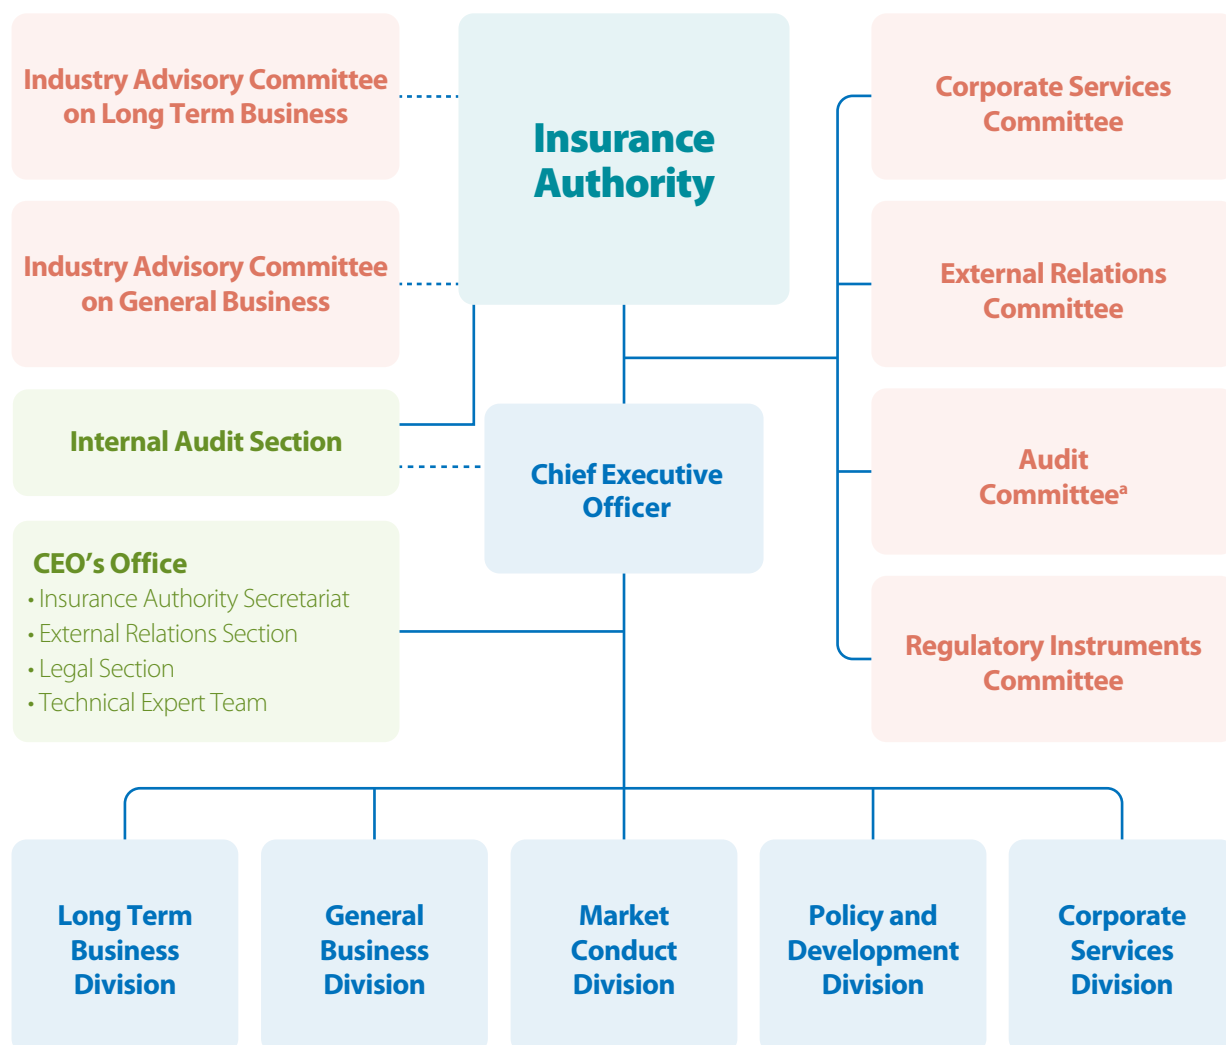 Industry Advisory Committee
on Long Term Business
Insurance
Authority
Corporate Services
Committee
Industry Advisory Committee
on General Business
External Relations
Committee
Internal Audit Section
Chief Executive
Officer
Audit
Committeeª
CEO’s Office
• Insurance Authority Secretariat
• External Relations Section
• Legal Section
• Technical Expert Team
Regulatory Instruments
Committee
Long Term
Business
Division
General
Business
Division
Market
Conduct
Division
Policy and
Development
Division
Corporate
Services
Division